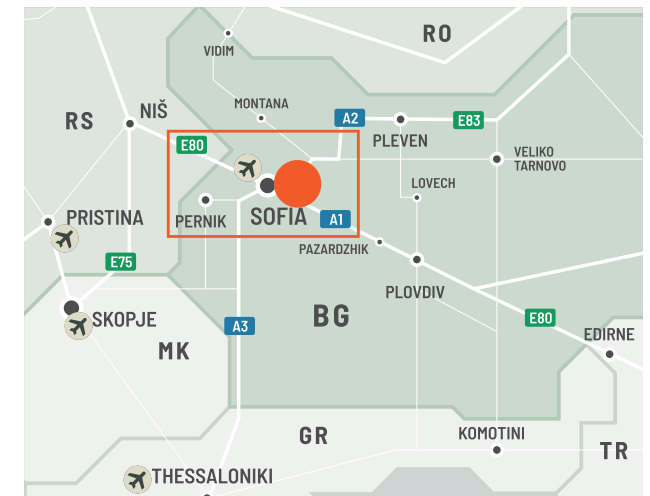 RO
VIDIM
MONTANA
NIŠ
RS
A2
E83
PLEVEN
E80
VELIKO
TARNOVO
LOVECH
PRISTINA
PERNIK
SOFIA
A1
PAZARDZHIK
E75
PLOVDIV
SKOPJE
BG
E80
A3
EDIRNE
MK
GR
KOMOTINI
TR
THESSALONIKI